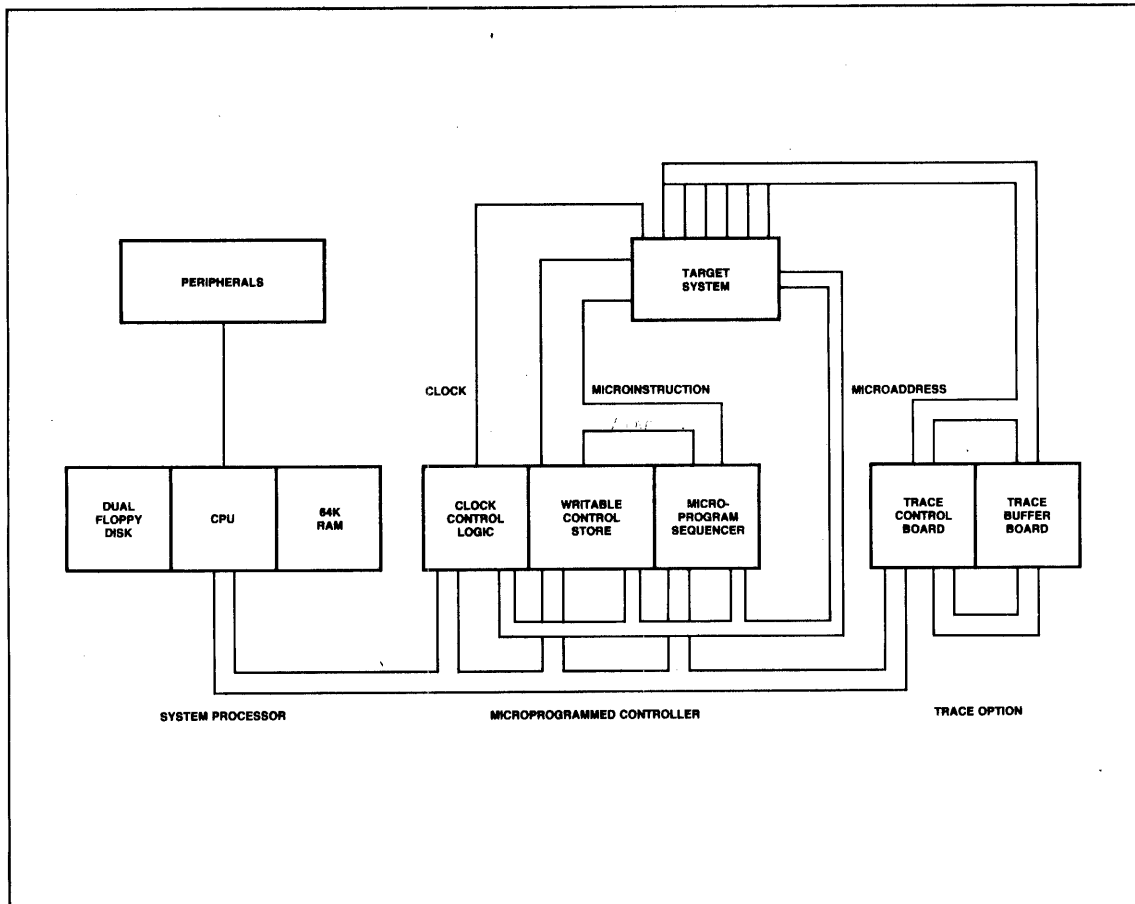 TARGET
SYSTEM
PERIPHERALS
CLOCK
MICROINSTRUCTION
MICROADDRESS
DUAL
FLOPPY
DISK
CPU
64K
RAM
CLOCK
CONTROL
LOGIC
WRITABLE
CONTROL
STORE
MICRO-
PROGRAM
SEQUENCER
TRACE
CONTROL
BOARD
TRACE
BUFFER
BOARD
SYSTEM PROCESSOR
MICROPROGRAMMED CONTROLLER
TRACE OPTION